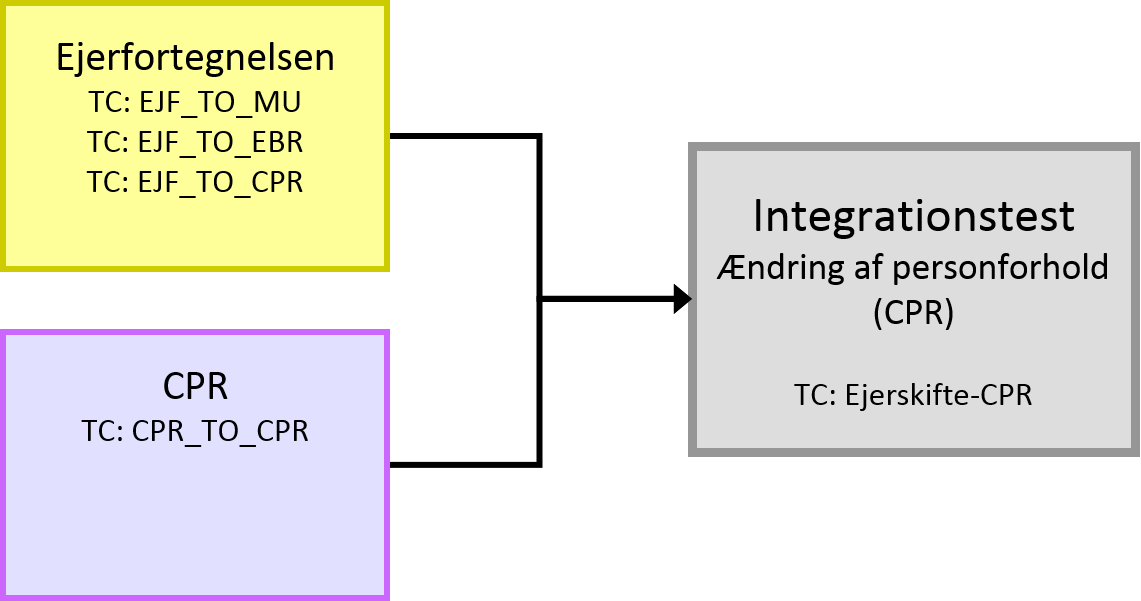 Ejerfortegnelsen
TC: EJF_TO_MU
TC: EJF_TO_EBR
TC: EJF_TO_CPR
CPR
TC: CPR_TO_CPR
Integrationstest
Ændring af personforhold
(CPR)
TC: Ejerskifte-CPR